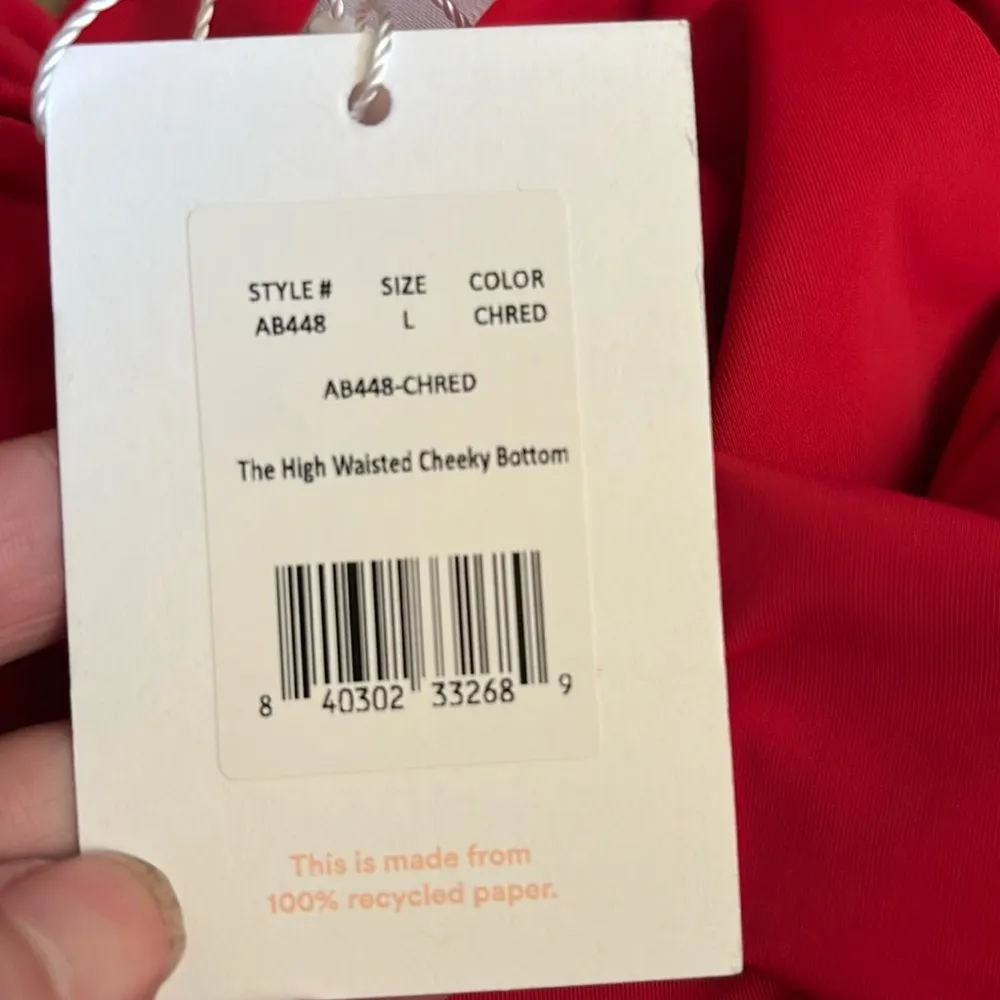 STYLE # SIZE COLOR
AB448 L CHRED
AB448-CHRED
The High Waisted Cheeky Bottom
8 40302 33268 9
This is made from
100% recycled paper.